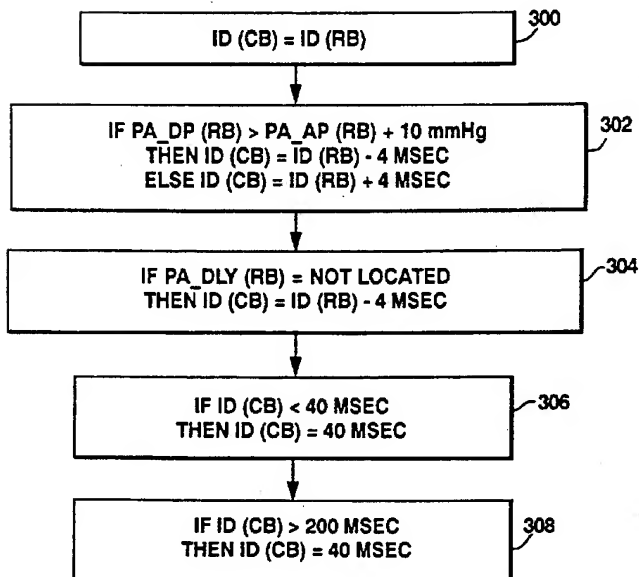 ID (CB) = ID (RB)
300
IF PA_DP (RB) > PA_AP (RB) + 10 mmHg
THEN ID (CB) = ID (RB) - 4 MSEC
ELSE ID (CB) = ID (RB) + 4 MSEC
302
IF PA_DLY (RB) = NOT LOCATED
THEN ID (CB) = ID (RB) - 4 MSEC
304
IF ID (CB) < 40 MSEC
THEN ID (CB) = 40 MSEC
306
IF ID (CB) > 200 MSEC
THEN ID (CB) = 40 MSEC
308